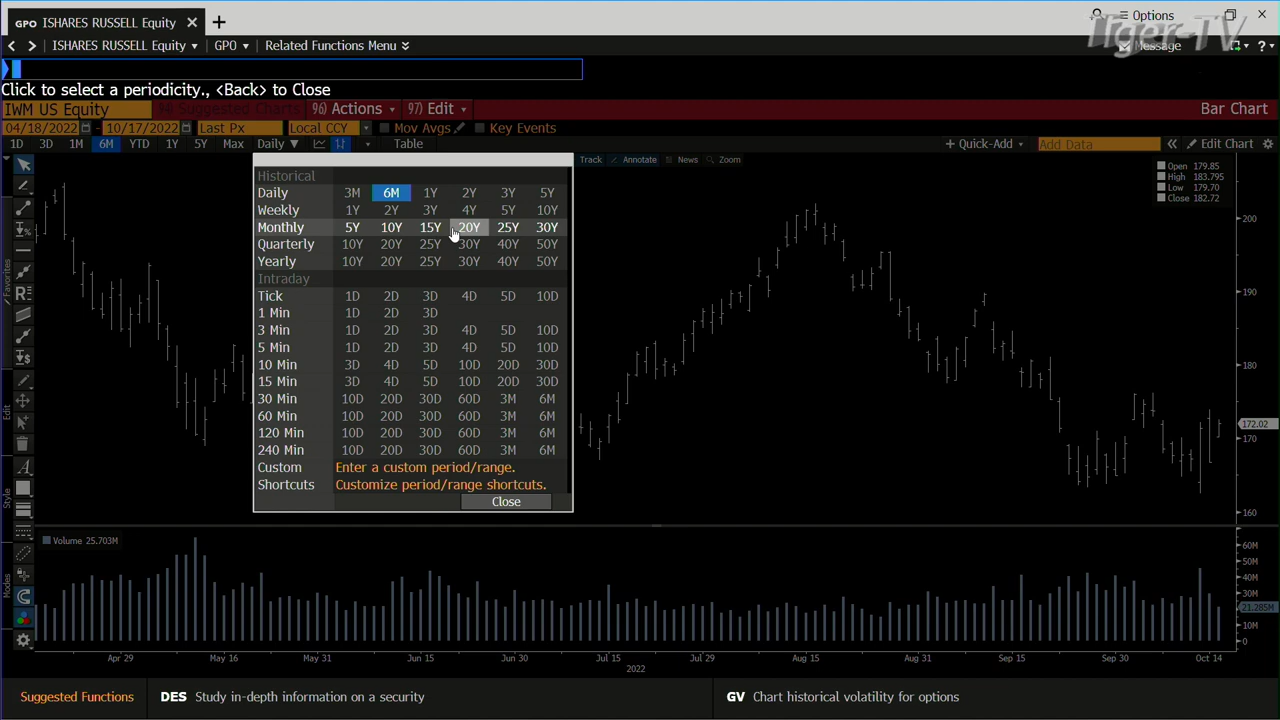 GPO ISHARES RUSSELL Equity × +
Options
Tiger-TV
ISHARES RUSSELL Equity GPO Related Functions Menu
Message ?
Click to select a periodicity., <Back> to Close
IWM US Equity 96) Actions 97) Edit Bar Chart
04/18/2022 - 10/17/2022 Last Px Local CCY Mov Avgs Key Events
1D 3D 1M 6M YTD 1Y 5Y Max Daily ▼ Table + Quick-Add Add Data « Edit Chart
Track Annotate News Zoom
Historical
Daily 3M 6M 1Y 2Y 3Y 5Y
Weekly 1Y 2Y 3Y 4Y 5Y 10Y
Monthly 5Y 10Y 15Y 20Y 25Y 30Y
Quarterly 10Y 20Y 25Y 30Y 40Y 50Y
Yearly 10Y 20Y 25Y 30Y 40Y 50Y
Intraday
Tick 1D 2D 3D 4D 5D 10D
1 Min 1D 2D 3D
3 Min 1D 2D 3D 4D 5D 10D
5 Min 1D 2D 3D 4D 5D 10D
10 Min 3D 4D 5D 10D 20D 30D
15 Min 3D 4D 5D 10D 20D 30D
30 Min 10D 20D 30D 60D 3M 6M
60 Min 10D 20D 30D 60D 3M 6M
120 Min 10D 20D 30D 60D 3M 6M
240 Min 10D 20D 30D 60D 3M 6M
Custom Enter a custom period/range.
Shortcuts Customize period/range shortcuts.
Close
Open 179.85
High 183.795
Low 179.70
Close 182.72
200
190
180
172.02
170
160
Favorites
Edit
Style
Modes
Volume 25.703M
60M
50M
40M
30M
21.285M
10M
0
Apr 29 May 16 May 31 Jun 15 Jun 30 Jul 15 Jul 29 Aug 15 Aug 31 Sep 15 Sep 30 Oct 14
2022
Suggested Functions DES Study in-depth information on a security GV Chart historical volatility for options